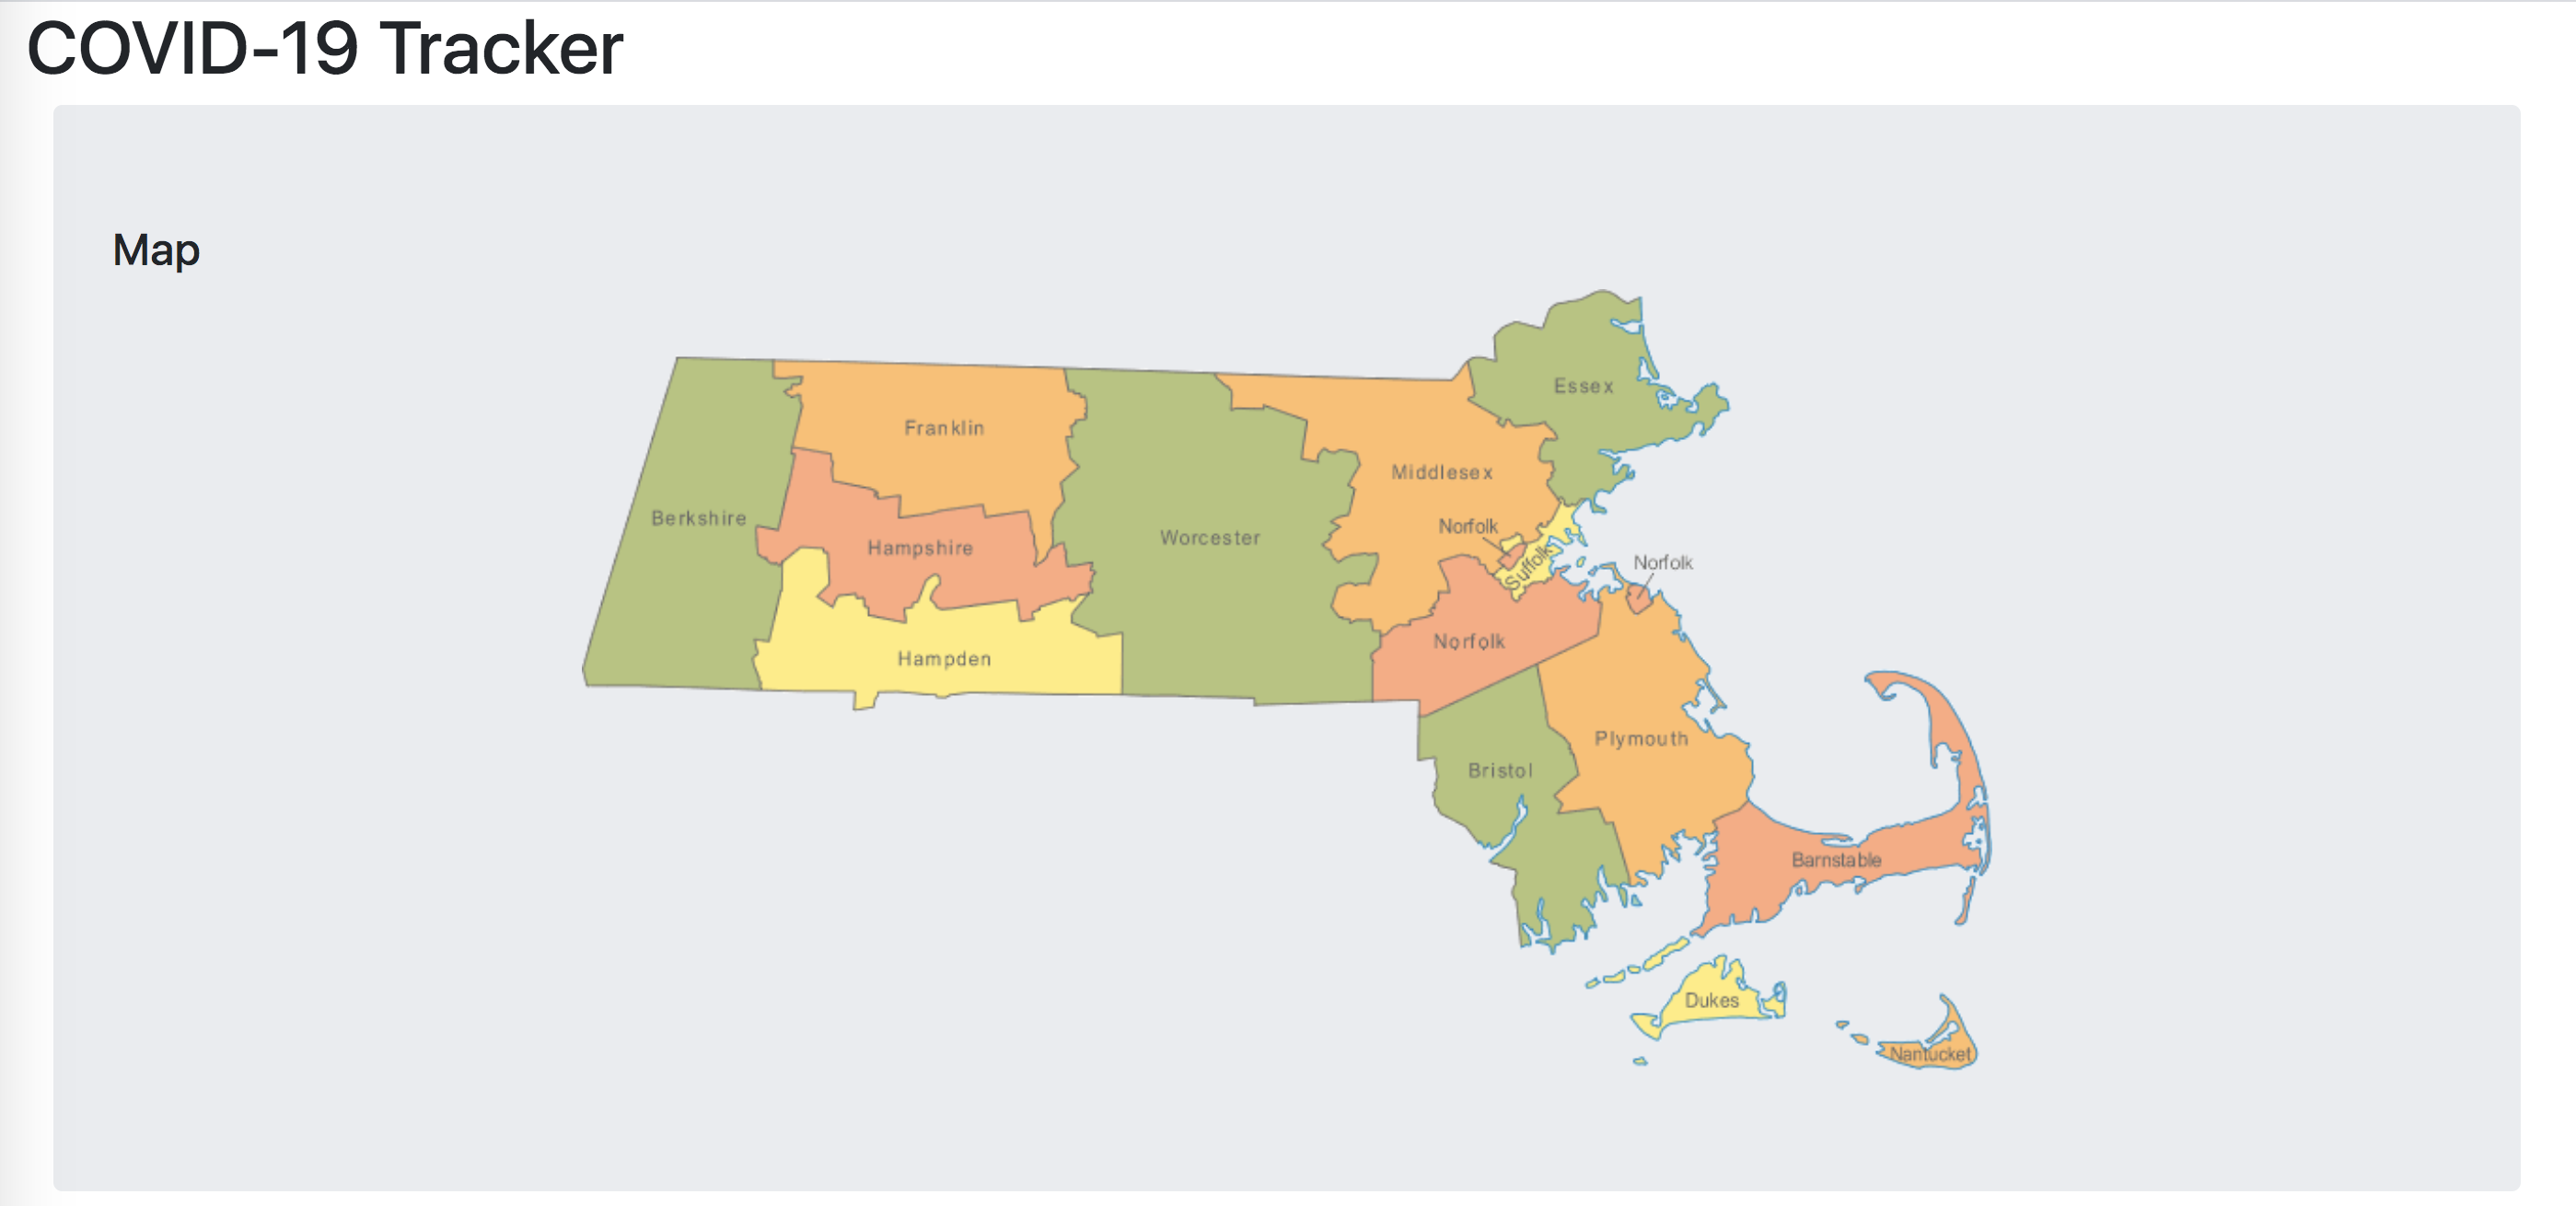 COVID-19 Tracker
Map
Essex
Franklin
Middlesex
Berkshire
Norfolk
Worcester
Hampshire
Suffolk
Norfolk
Norfolk
Hampden
Plymouth
Bristol
Barnstable
Dukes
Nantucket